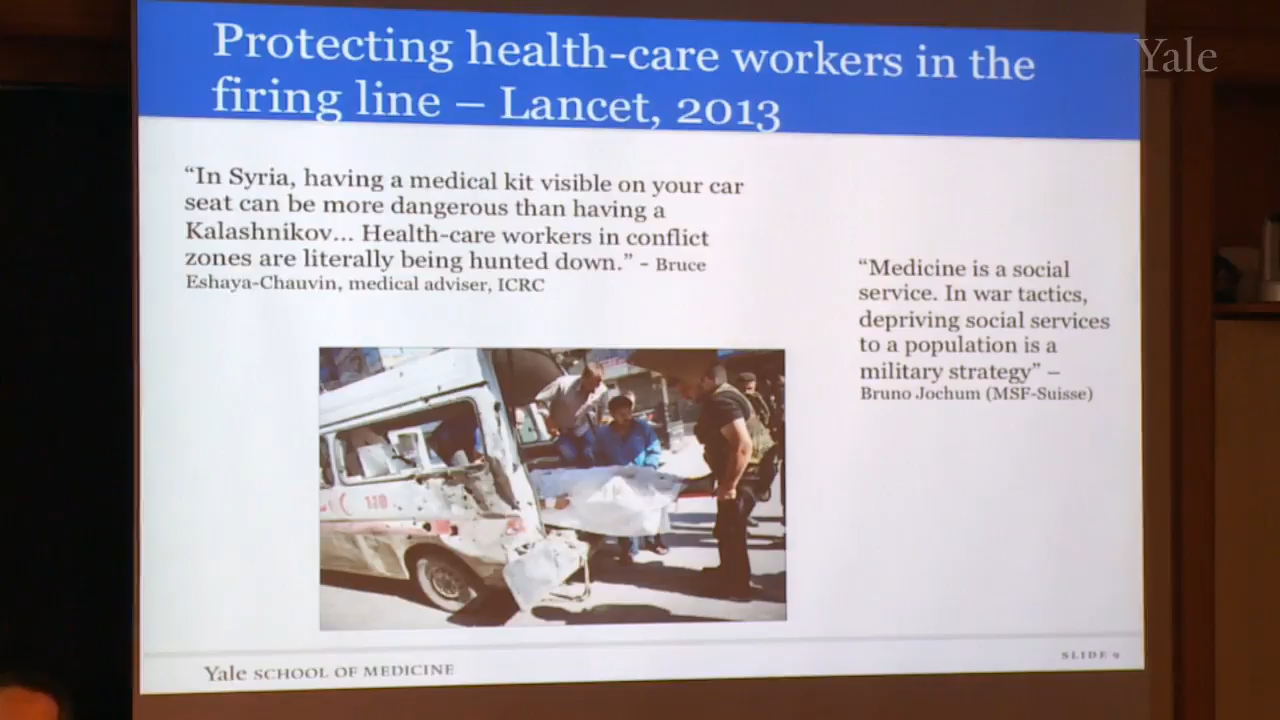 Protecting health-care workers in the
firing line – Lancet, 2013
Yale
“In Syria, having a medical kit visible on your car
seat can be more dangerous than having a
Kalashnikov... Health-care workers in conflict
zones are literally being hunted down.” - Bruce
Eshaya-Chauvin, medical adviser, ICRC
“Medicine is a social
service. In war tactics,
depriving social services
to a population is a
military strategy” –
Bruno Jochum (MSF-Suisse)
Yale SCHOOL OF MEDICINE
SLIDE 9